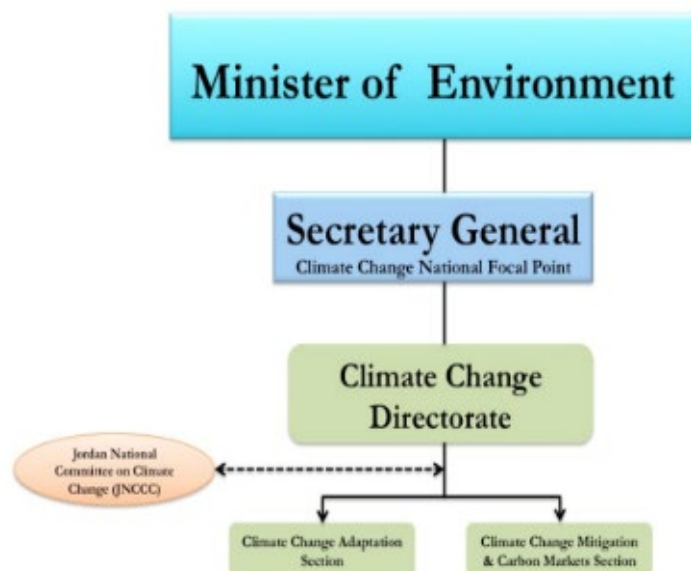 Minister of Environment
Secretary General
Climate Change National Focal Point
Climate Change
Directorate
Jordan National
Committee on Climate
Change (JNCCC)
Climate Change Adaptation
Section
Climate Change Mitigation
& Carbon Markets Section